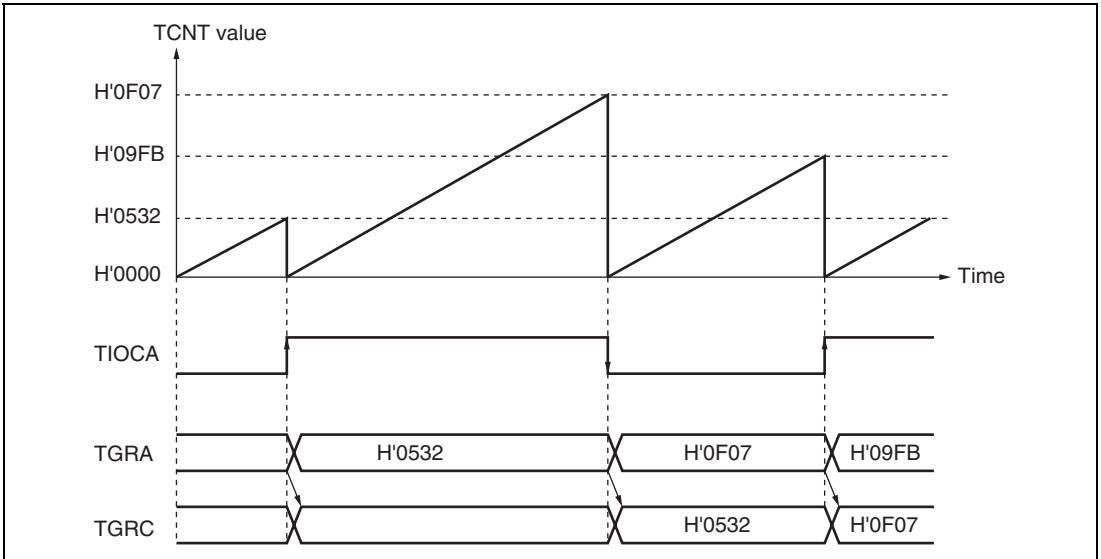 TCNT value
H'0F07
H'09FB
H'0532
H'0000
Time
TIOCA
TGRA H'0532 H'0F07 H'09FB
TGRC H'0532 H'0F07